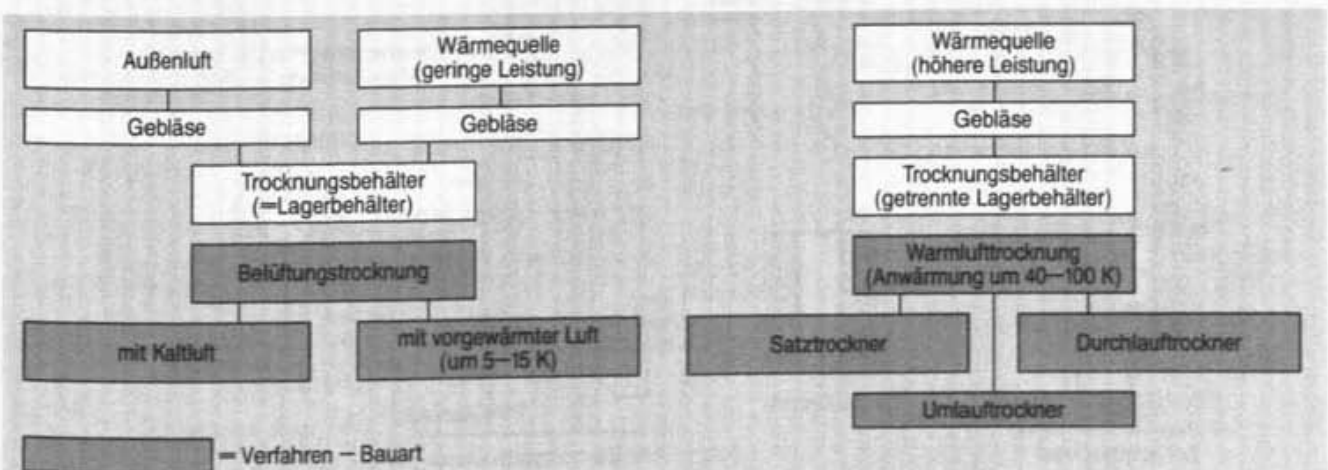 Außenluft
Wärmequelle
(geringe Leistung)
Gebläse
Gebläse
Trocknungsbehälter
(=Lagerbehälter)
Belüftungstrocknung
mit Kaltluft
mit vorgewärmter Luft
(um 5–15 K)
Wärmequelle
(höhere Leistung)
Gebläse
Trocknungsbehälter
(getrennte Lagerbehälter)
Warmlufttrocknung
(Anwärmung um 40–100 K)
Satztrockner
Durchlauftrockner
Umlauftrockner
= Verfahren – Bauart